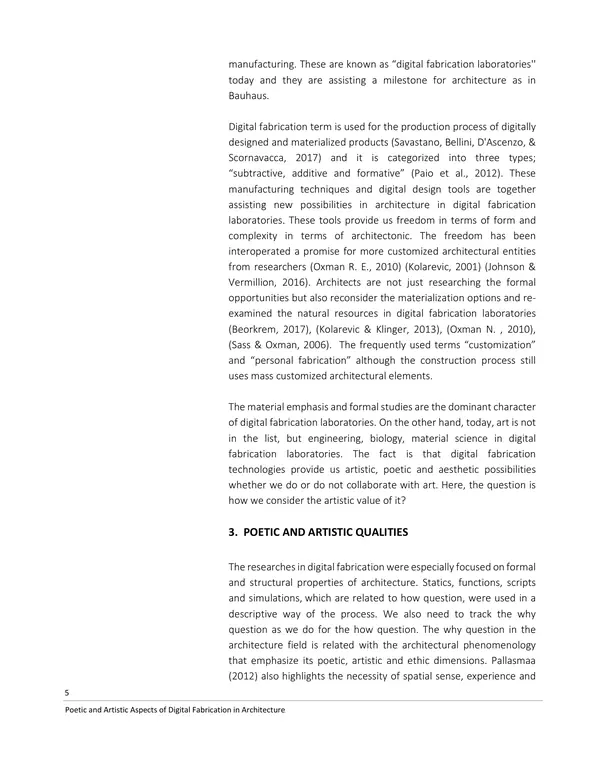 manufacturing. These are known as “digital fabrication laboratories"
today and they are assisting a milestone for architecture as in
Bauhaus.
Digital fabrication term is used for the production process of digitally
designed and materialized products (Savastano, Bellini, D'Ascenzo, &
Scornavacca, 2017) and it is categorized into three types;
“subtractive, additive and formative” (Paio et al., 2012). These
manufacturing techniques and digital design tools are together
assisting new possibilities in architecture in digital fabrication
laboratories. These tools provide us freedom in terms of form and
complexity in terms of architectonic. The freedom has been
interoperated a promise for more customized architectural entities
from researchers (Oxman R. E., 2010) (Kolarevic, 2001) (Johnson &
Vermillion, 2016). Architects are not just researching the formal
opportunities but also reconsider the materialization options and re-
examined the natural resources in digital fabrication laboratories
(Beorkrem, 2017), (Kolarevic & Klinger, 2013), (Oxman N. , 2010),
(Sass & Oxman, 2006). The frequently used terms “customization”
and “personal fabrication” although the construction process still
uses mass customized architectural elements.
The material emphasis and formal studies are the dominant character
of digital fabrication laboratories. On the other hand, today, art is not
in the list, but engineering, biology, material science in digital
fabrication laboratories. The fact is that digital fabrication
technologies provide us artistic, poetic and aesthetic possibilities
whether we do or do not collaborate with art. Here, the question is
how we consider the artistic value of it?
3. POETIC AND ARTISTIC QUALITIES
The researches in digital fabrication were especially focused on formal
and structural properties of architecture. Statics, functions, scripts
and simulations, which are related to how question, were used in a
descriptive way of the process. We also need to track the why
question as we do for the how question. The why question in the
architecture field is related with the architectural phenomenology
that emphasize its poetic, artistic and ethic dimensions. Pallasmaa
(2012) also highlights the necessity of spatial sense, experience and
5
Poetic and Artistic Aspects of Digital Fabrication in Architecture